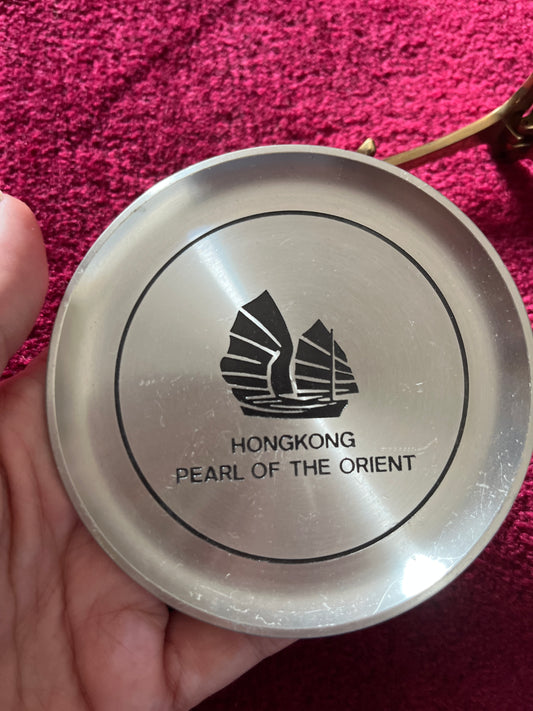 HONGKONG
PEARL OF THE ORIENT